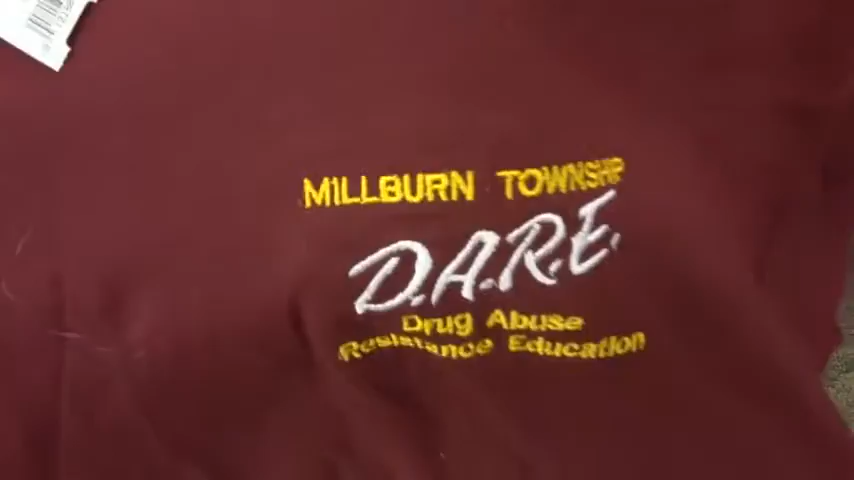 MILLBURN TOWNSHIP
D.A.R.E.
Drug Abuse
Resistance Education